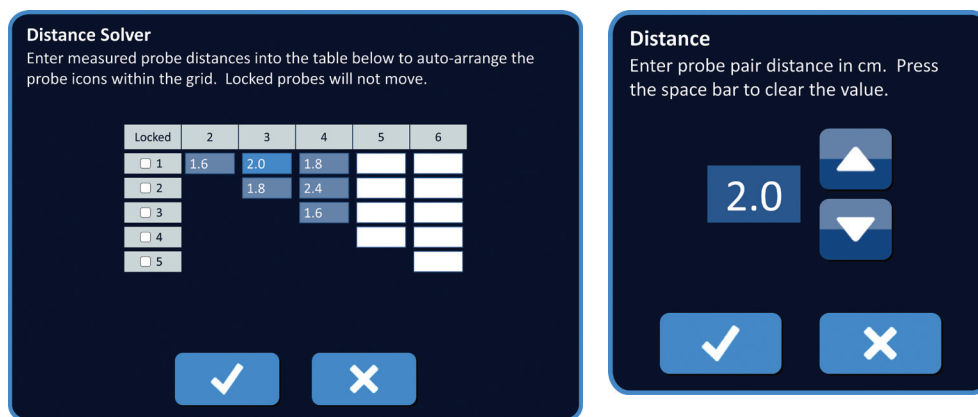 Distance Solver
Enter measured probe distances into the table below to auto-arrange the
probe icons within the grid. Locked probes will not move.
Locked 2 3 4 5 6
1 1.6 2.0 1.8
2 1.8 2.4
3 1.6
4
5
Distance
Enter probe pair distance in cm. Press
the space bar to clear the value.
2.0